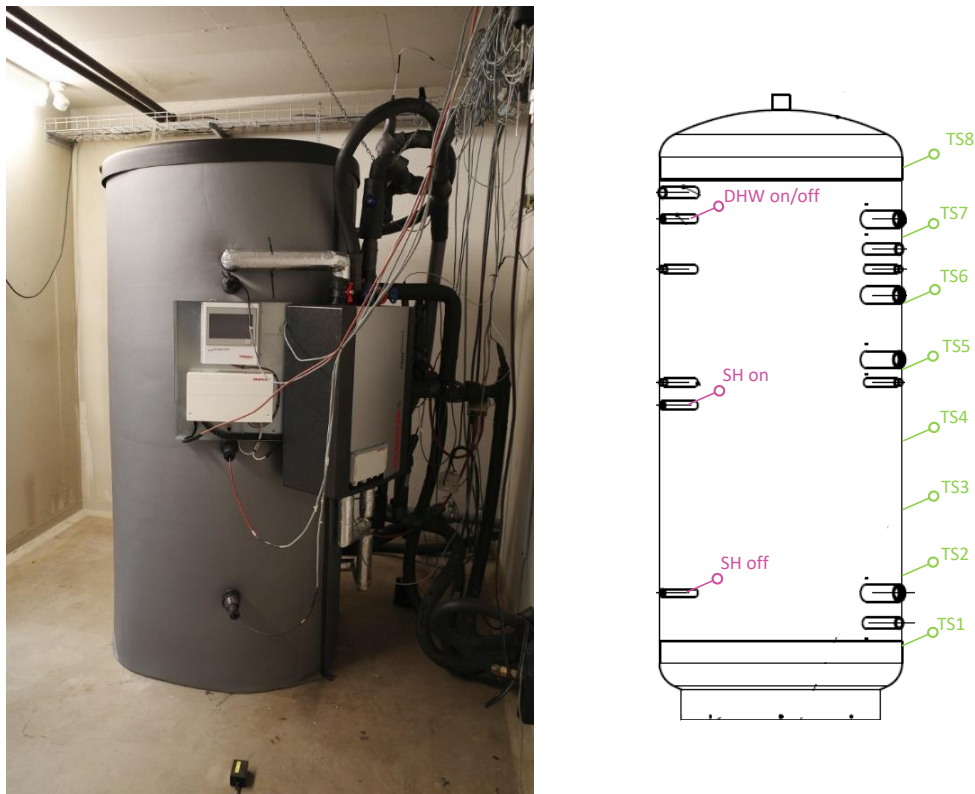 TS8
DHW on/off
TS7
TS6
TS5
SH on
TS4
TS3
TS2
SH off
TS1